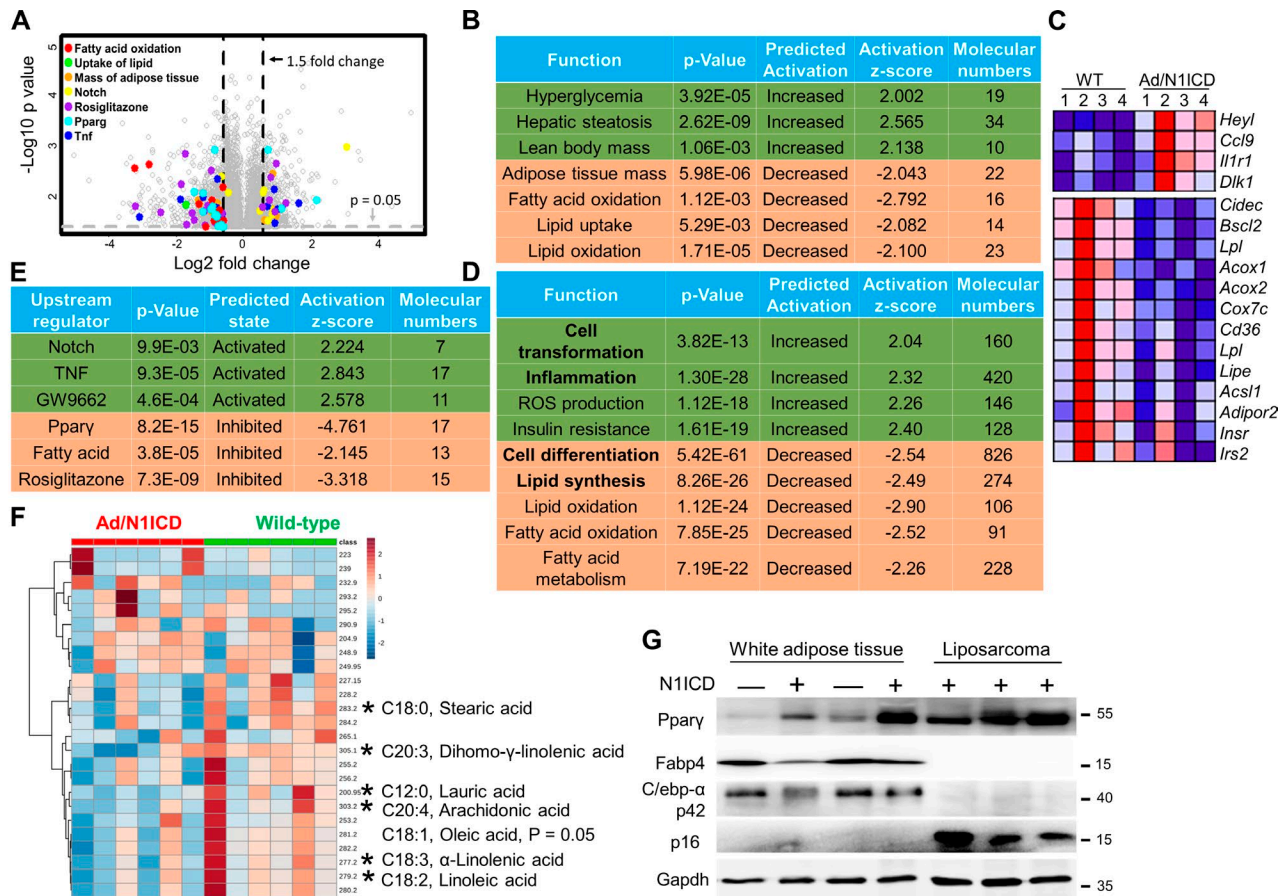 A
-Log10 p value
5
4
3
2
Fatty acid oxidation
Uptake of lipid
Mass of adipose tissue
Notch
Rosiglitazone
Pparg
Tnf
1.5 fold change
p = 0.05
-4 -2 0 2 4
Log2 fold change
B
Function p-Value Predicted Activation Activation z-score Molecular numbers
Hyperglycemia 3.92E-05 Increased 2.002 19
Hepatic steatosis 2.62E-09 Increased 2.565 34
Lean body mass 1.06E-03 Increased 2.138 10
Adipose tissue mass 5.98E-06 Decreased -2.043 22
Fatty acid oxidation 1.12E-03 Decreased -2.792 16
Lipid uptake 5.29E-03 Decreased -2.082 14
Lipid oxidation 1.71E-05 Decreased -2.100 23
C
WT Ad/N1ICD
1 2 3 4 1 2 3 4
Heyl
Ccl9
Il1r1
Dlk1
Cidec
Bscl2
Lpl
Acox1
Acox2
Cox7c
Cd36
Lpl
Lipe
Acsl1
Adipor2
Insr
Irs2
D
Function p-Value Predicted Activation Activation z-score Molecular numbers
Cell transformation 3.82E-13 Increased 2.04 160
Inflammation 1.30E-28 Increased 2.32 420
ROS production 1.12E-18 Increased 2.26 146
Insulin resistance 1.61E-19 Increased 2.40 128
Cell differentiation 5.42E-61 Decreased -2.54 826
Lipid synthesis 8.26E-26 Decreased -2.49 274
Lipid oxidation 1.12E-24 Decreased -2.90 106
Fatty acid oxidation 7.85E-25 Decreased -2.52 91
Fatty acid metabolism 7.19E-22 Decreased -2.26 228
E
Upstream regulator p-Value Predicted state Activation z-score Molecular numbers
Notch 9.9E-03 Activated 2.224 7
TNF 9.3E-05 Activated 2.843 17
GW9662 4.6E-04 Activated 2.578 11
Pparγ 8.2E-15 Inhibited -4.761 17
Fatty acid 3.8E-05 Inhibited -2.145 13
Rosiglitazone 7.3E-09 Inhibited -3.318 15
F
Ad/N1ICD Wild-type
class
223
239
232.9
293.2
295.2
290.9
204.9
248.9
249.95
227.15
228.2
283.2 * C18:0, Stearic acid
284.2
265.1
305.1 * C20:3, Dihomo-γ-linolenic acid
255.2
256.2
200.95 * C12:0, Lauric acid
303.2 * C20:4, Arachidonic acid
253.2
281.2 C18:1, Oleic acid, P = 0.05
282.2
277.2 * C18:3, α-Linolenic acid
279.2 * C18:2, Linoleic acid
280.2
2
1
0
-1
-2
G
White adipose tissue Liposarcoma
N1ICD — + — + + + +
Pparγ 55
Fabp4 15
C/ebp-α
p42 40
p16 15
Gapdh 35